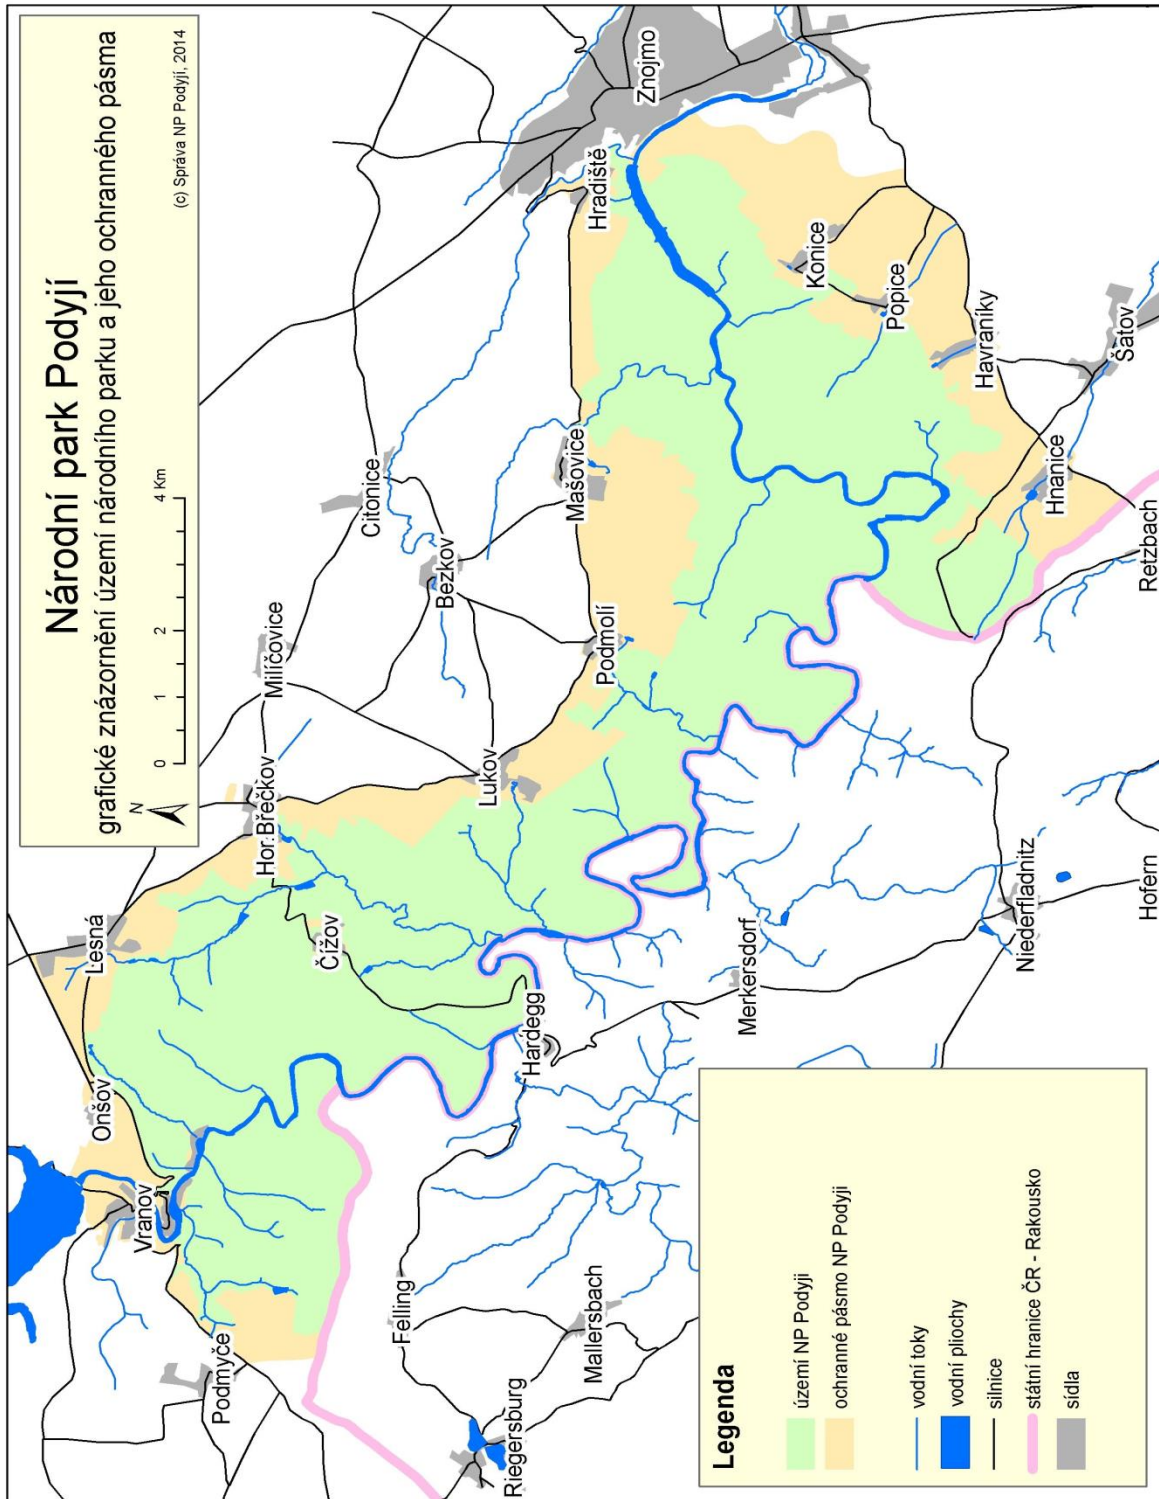 Národní park Podyjí
grafické znázornění území národního parku a jeho ochranného pásma
N
0 1 2 4 Km
(c) Správa NP Podyjí, 2014
Vranov
Onšov
Lesná
Hor.Břečkov
Milíčovice
Citonice
Podmyče
Čížov
Lukov
Bezkov
Mašovice
Podmolí
Hradiště
Znojmo
Felling
Hardegg
Riegersburg
Mallersbach
Merkersdorf
Konice
Popice
Havraníky
Šatov
Hnanice
Retzbach
Niederfladnitz
Hofern
Legenda
území NP Podyjí
ochranné pásmo NP Podyjí
vodní toky
vodní pliochy
silnice
státní hranice ČR - Rakousko
sídla